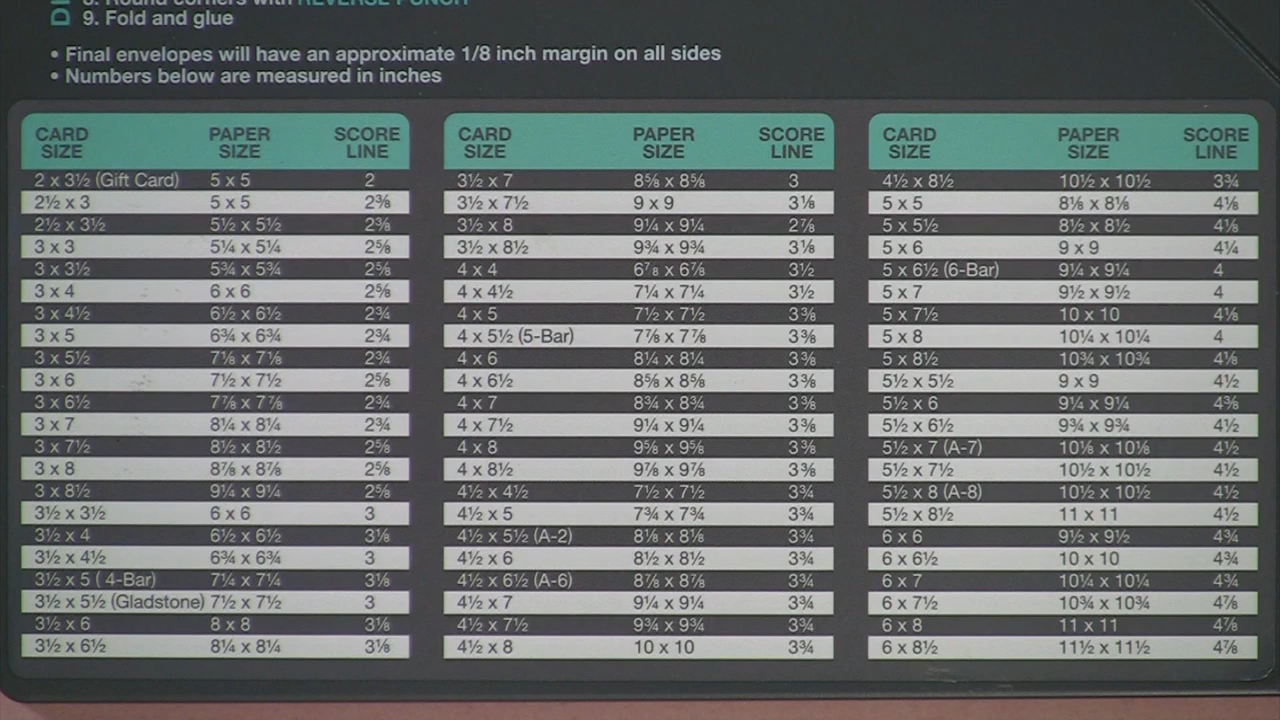 8. Round corners with REVERSE PUNCH
9. Fold and glue
• Final envelopes will have an approximate 1/8 inch margin on all sides
• Numbers below are measured in inches
CARD SIZE PAPER SIZE SCORE LINE
2 x 3½ (Gift Card) 5 x 5 2
2½ x 3 5 x 5 2⅜
2½ x 3½ 5½ x 5½ 2⅜
3 x 3 5¼ x 5¼ 2⅝
3 x 3½ 5¾ x 5¾ 2⅝
3 x 4 6 x 6 2⅝
3 x 4½ 6½ x 6½ 2¾
3 x 5 6¾ x 6¾ 2¾
3 x 5½ 7⅛ x 7⅛ 2¾
3 x 6 7½ x 7½ 2⅝
3 x 6½ 7⅞ x 7⅞ 2¾
3 x 7 8¼ x 8¼ 2¾
3 x 7½ 8½ x 8½ 2⅝
3 x 8 8⅞ x 8⅞ 2⅝
3 x 8½ 9¼ x 9¼ 2⅝
3½ x 3½ 6 x 6 3
3½ x 4 6½ x 6½ 3⅛
3½ x 4½ 6¾ x 6¾ 3
3½ x 5 ( 4-Bar) 7¼ x 7¼ 3⅛
3½ x 5½ (Gladstone) 7½ x 7½ 3
3½ x 6 8 x 8 3⅛
3½ x 6½ 8¼ x 8¼ 3⅛
CARD SIZE PAPER SIZE SCORE LINE
3½ x 7 8⅝ x 8⅝ 3
3½ x 7½ 9 x 9 3⅛
3½ x 8 9¼ x 9¼ 2⅞
3½ x 8½ 9¾ x 9¾ 3⅛
4 x 4 6⅞ x 6⅞ 3½
4 x 4½ 7¼ x 7¼ 3½
4 x 5 7½ x 7½ 3⅜
4 x 5½ (5-Bar) 7⅞ x 7⅞ 3⅜
4 x 6 8¼ x 8¼ 3⅜
4 x 6½ 8⅝ x 8⅝ 3⅜
4 x 7 8¾ x 8¾ 3⅜
4 x 7½ 9¼ x 9¼ 3⅜
4 x 8 9⅝ x 9⅝ 3⅜
4 x 8½ 9⅞ x 9⅞ 3⅜
4½ x 4½ 7½ x 7½ 3¾
4½ x 5 7¾ x 7¾ 3¾
4½ x 5½ (A-2) 8⅛ x 8⅛ 3¾
4½ x 6 8½ x 8½ 3¾
4½ x 6½ (A-6) 8⅞ x 8⅞ 3¾
4½ x 7 9¼ x 9¼ 3¾
4½ x 7½ 9¾ x 9¾ 3¾
4½ x 8 10 x 10 3¾
CARD SIZE PAPER SIZE SCORE LINE
4½ x 8½ 10½ x 10½ 3¾
5 x 5 8⅛ x 8⅛ 4⅛
5 x 5½ 8½ x 8½ 4⅛
5 x 6 9 x 9 4¼
5 x 6½ (6-Bar) 9¼ x 9¼ 4
5 x 7 9½ x 9½ 4
5 x 7½ 10 x 10 4⅛
5 x 8 10¼ x 10¼ 4
5 x 8½ 10¾ x 10¾ 4⅛
5½ x 5½ 9 x 9 4½
5½ x 6 9¼ x 9¼ 4⅜
5½ x 6½ 9¾ x 9¾ 4½
5½ x 7 (A-7) 10⅛ x 10⅛ 4½
5½ x 7½ 10½ x 10½ 4½
5½ x 8 (A-8) 10½ x 10½ 4½
5½ x 8½ 11 x 11 4½
6 x 6 9½ x 9½ 4¾
6 x 6½ 10 x 10 4¾
6 x 7 10¼ x 10¼ 4¾
6 x 7½ 10¾ x 10¾ 4⅞
6 x 8 11 x 11 4⅞
6 x 8½ 11½ x 11½ 4⅞